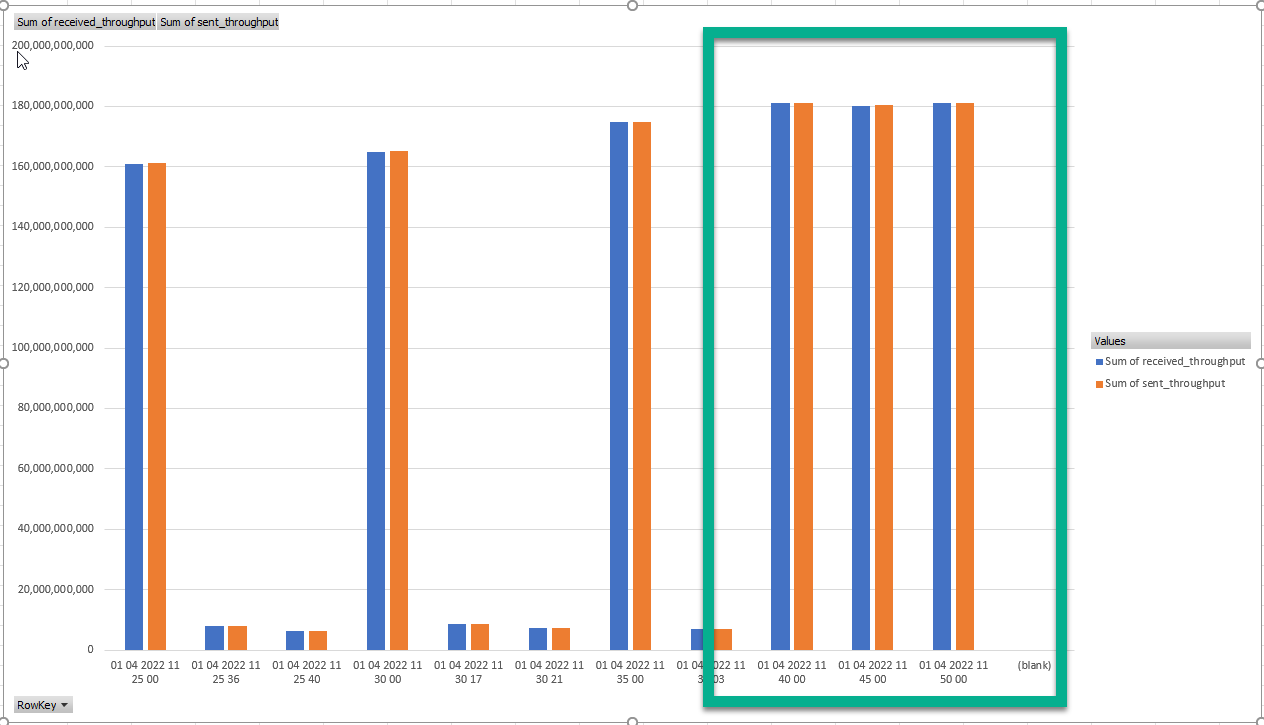 Sum of received_throughput Sum of sent_throughput
200,000,000,000
180,000,000,000
160,000,000,000
140,000,000,000
120,000,000,000
100,000,000,000
80,000,000,000
60,000,000,000
40,000,000,000
20,000,000,000
0
01 04 2022 11
25 00
01 04 2022 11
25 36
01 04 2022 11
25 40
01 04 2022 11
30 00
01 04 2022 11
30 17
01 04 2022 11
30 21
01 04 2022 11
35 00
01 04 2022 11
03
01 04 2022 11
40 00
01 04 2022 11
45 00
01 04 2022 11
50 00
(blank)
Values
Sum of received_throughput
Sum of sent_throughput
RowKey